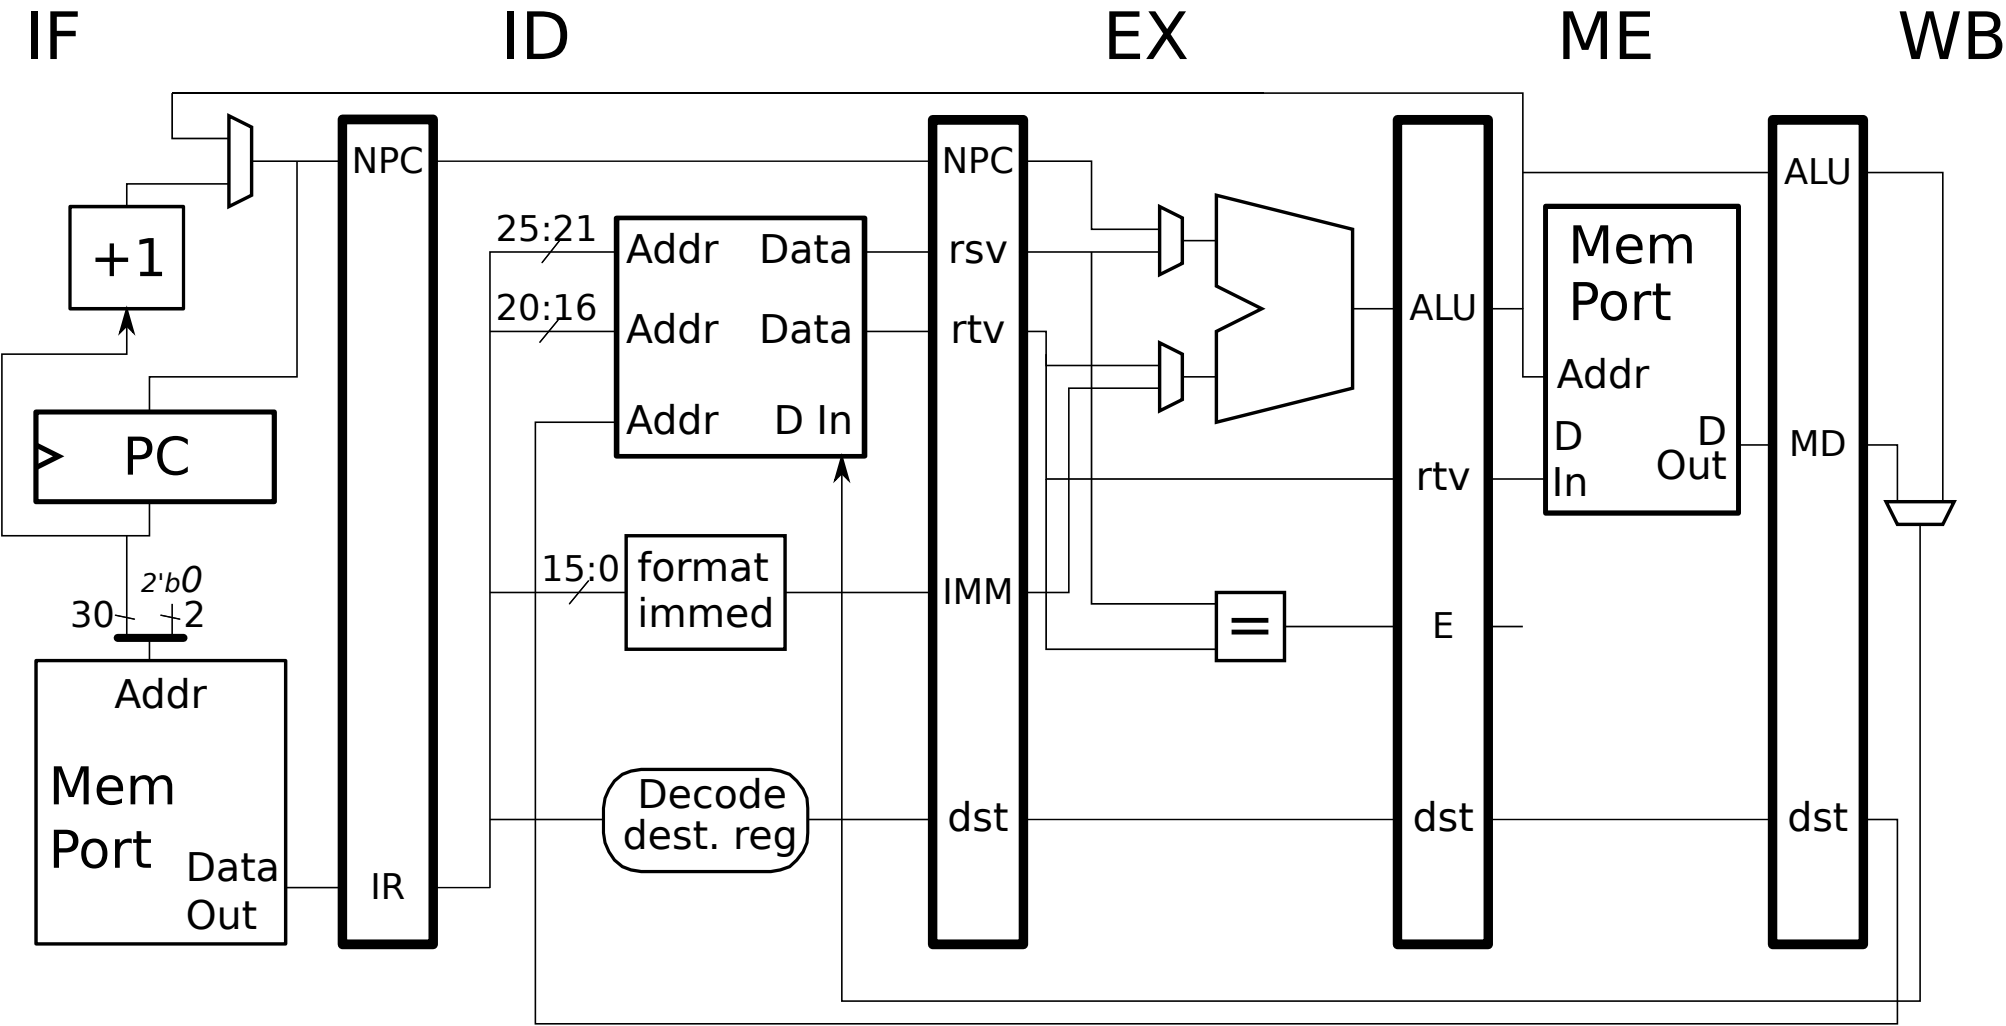 IF ID EX ME WB
+1
PC
2'b0
30 2
Addr
Mem
Port
Data
Out
NPC
IR
25:21
20:16
Addr Data
Addr Data
Addr D In
15:0
format
immed
Decode
dest. reg
NPC
rsv
rtv
IMM
dst
=
ALU
rtv
E
dst
Mem
Port
Addr
D
In
D
Out
ALU
MD
dst